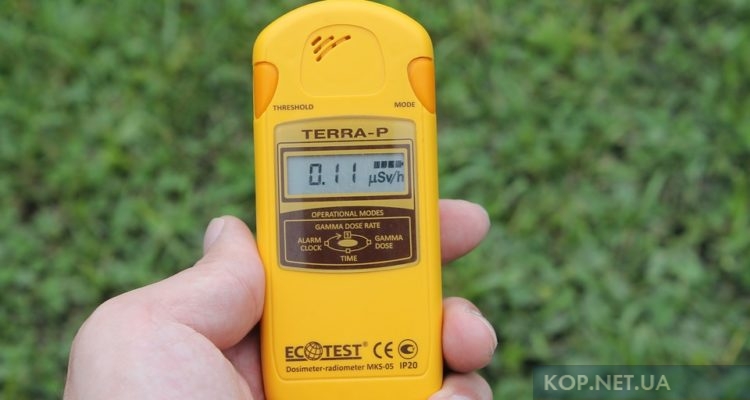 THRESHOLD MODE
TERRA-P
0.11 µSv/h
OPERATIONAL MODES
GAMMA DOSE RATE
ALARM CLOCK
GAMMA DOSE
TIME
ECOTEST® CE IP20
Dosimeter-radiometer MKS-05
KOP.NET.UA